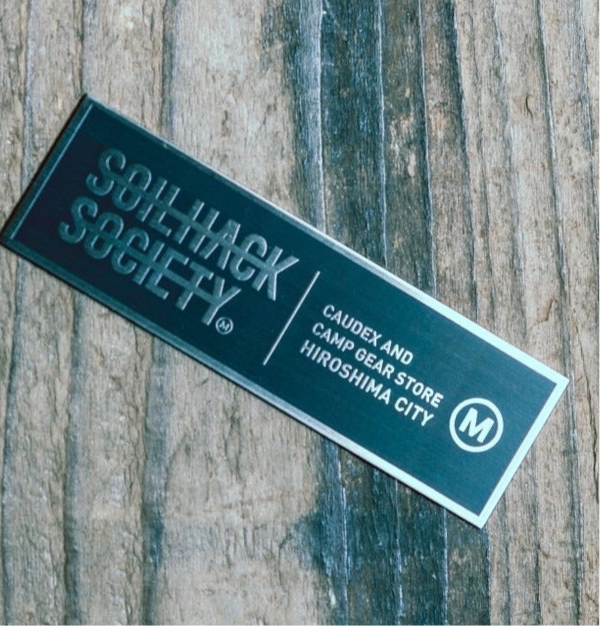 SOILHACK
SOCIETY
M
CAUDEX AND
CAMP GEAR STORE
HIROSHIMA CITY
M